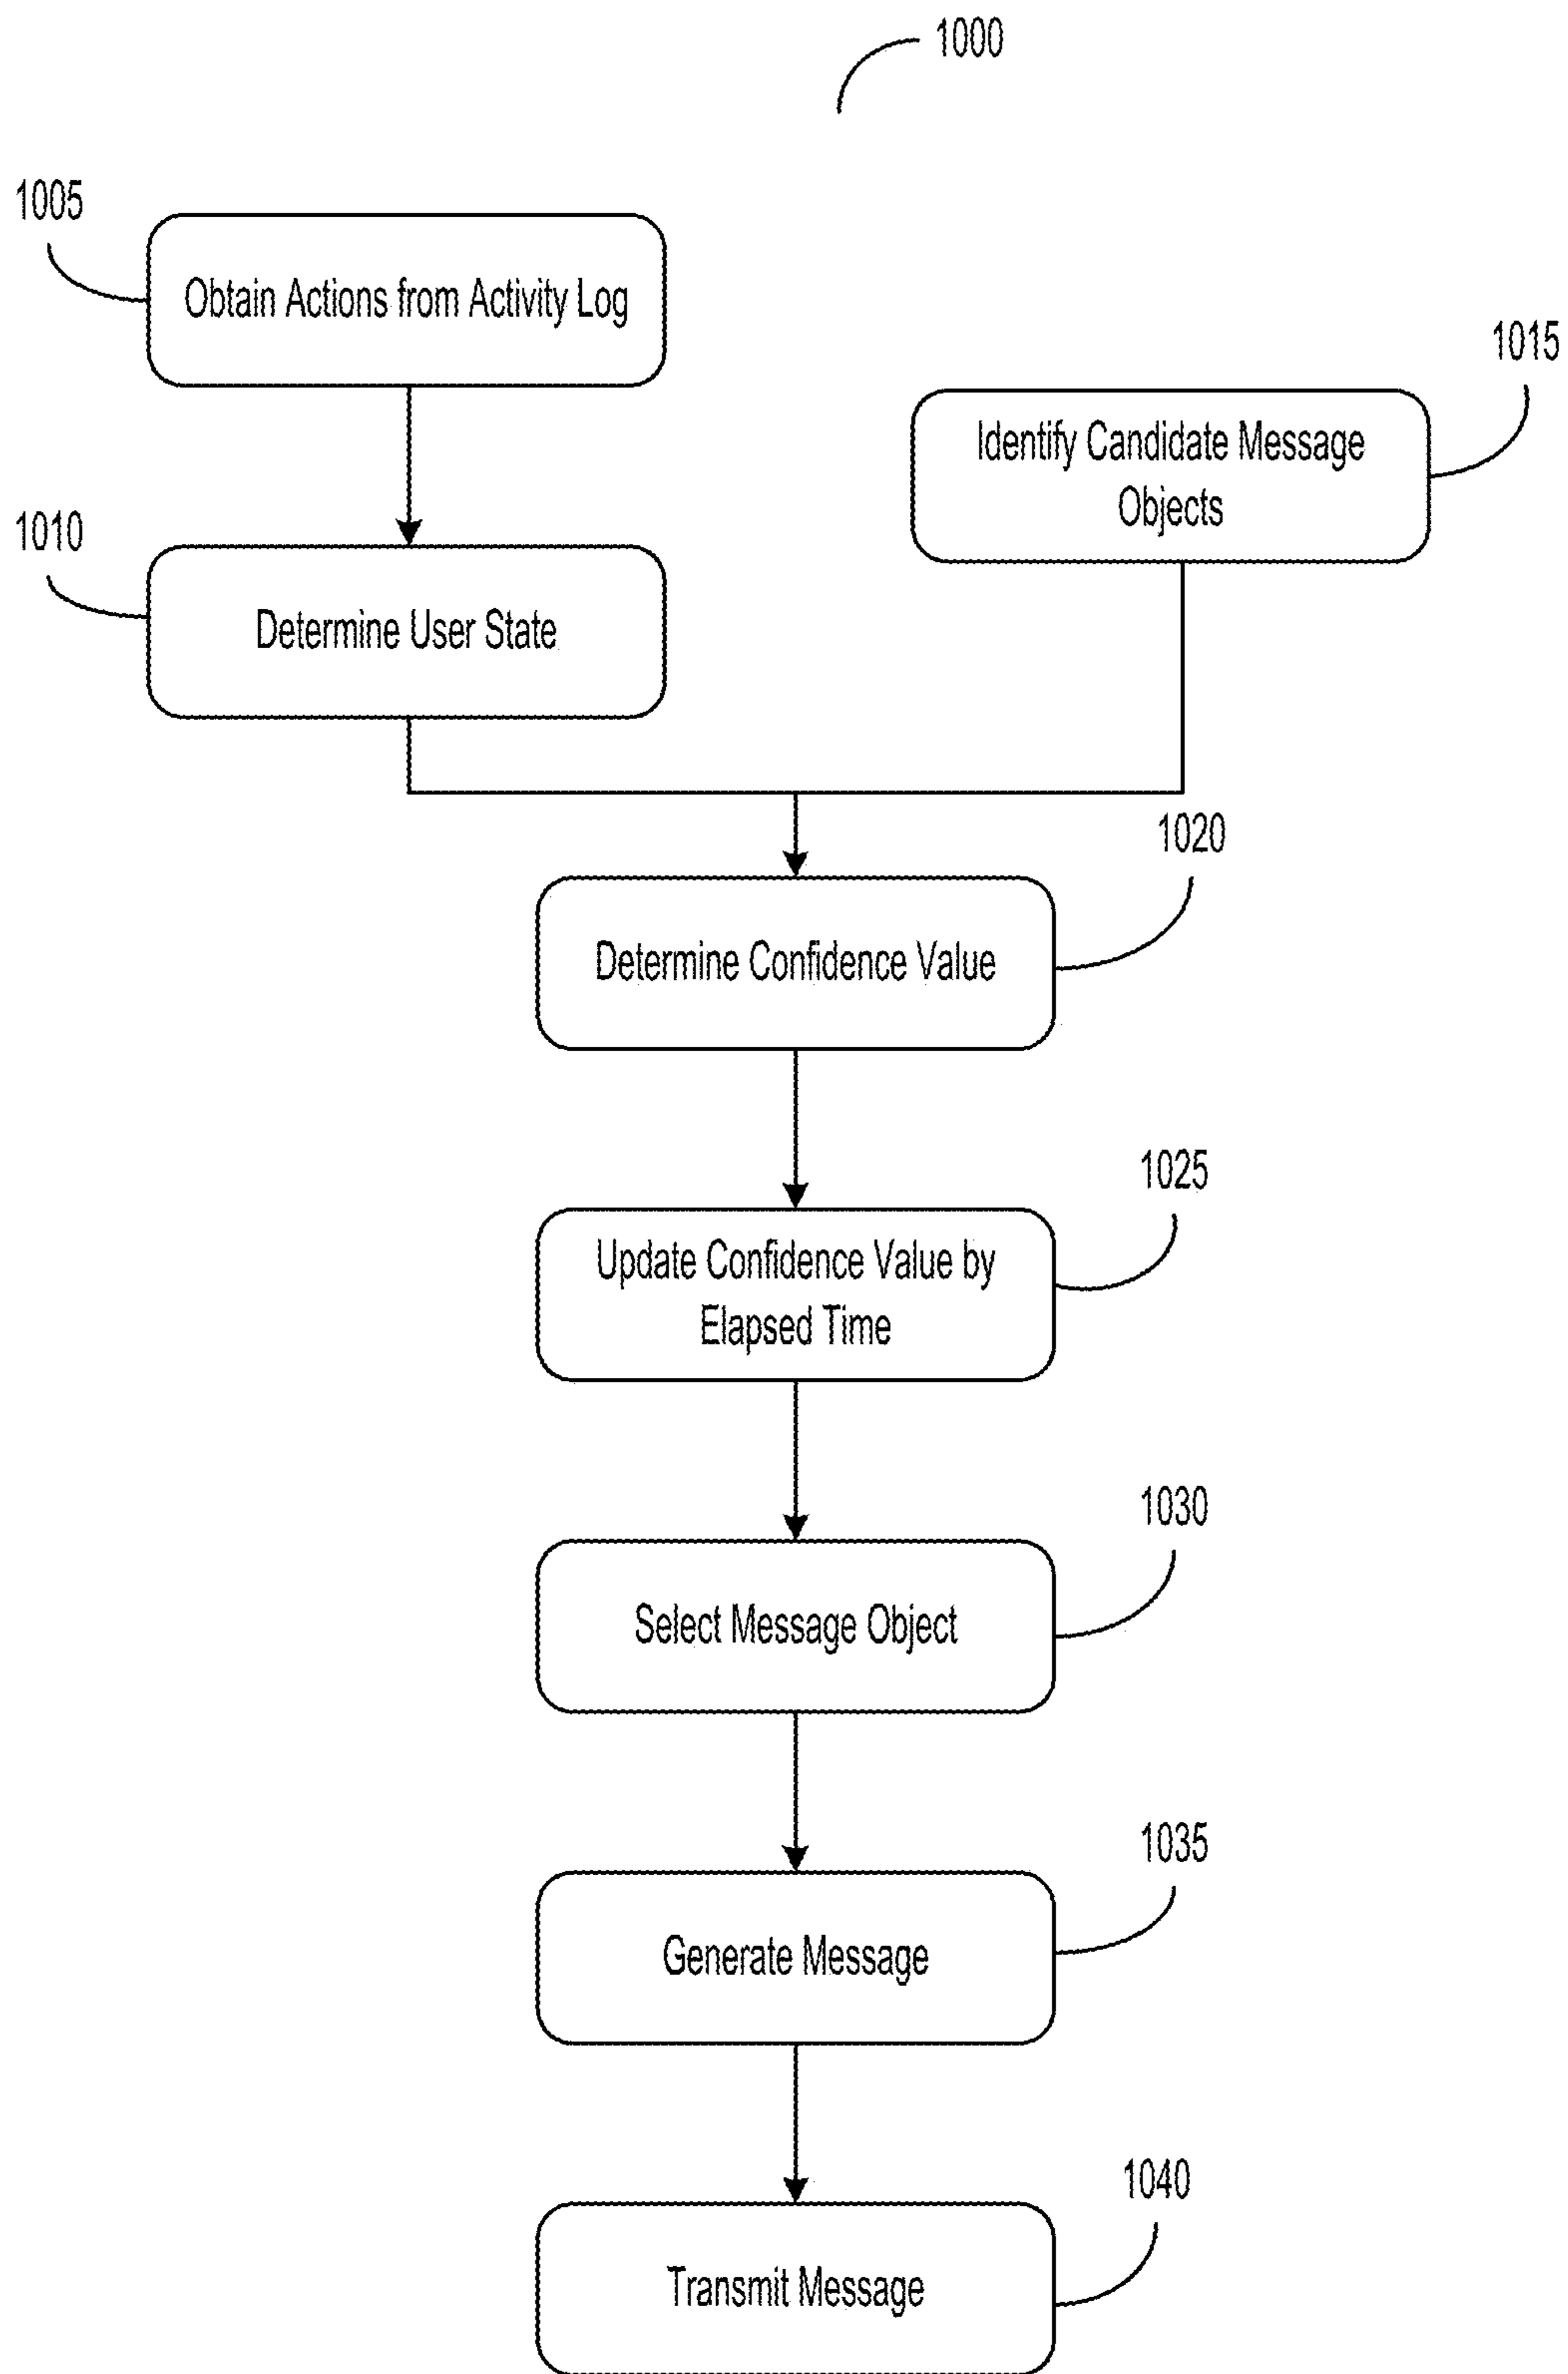 1000
1005
Obtain Actions from Activity Log
1015
Identify Candidate Message
Objects
1010
Determine User State
1020
Determine Confidence Value
1025
Update Confidence Value by
Elapsed Time
1030
Select Message Object
1035
Generate Message
1040
Transmit Message